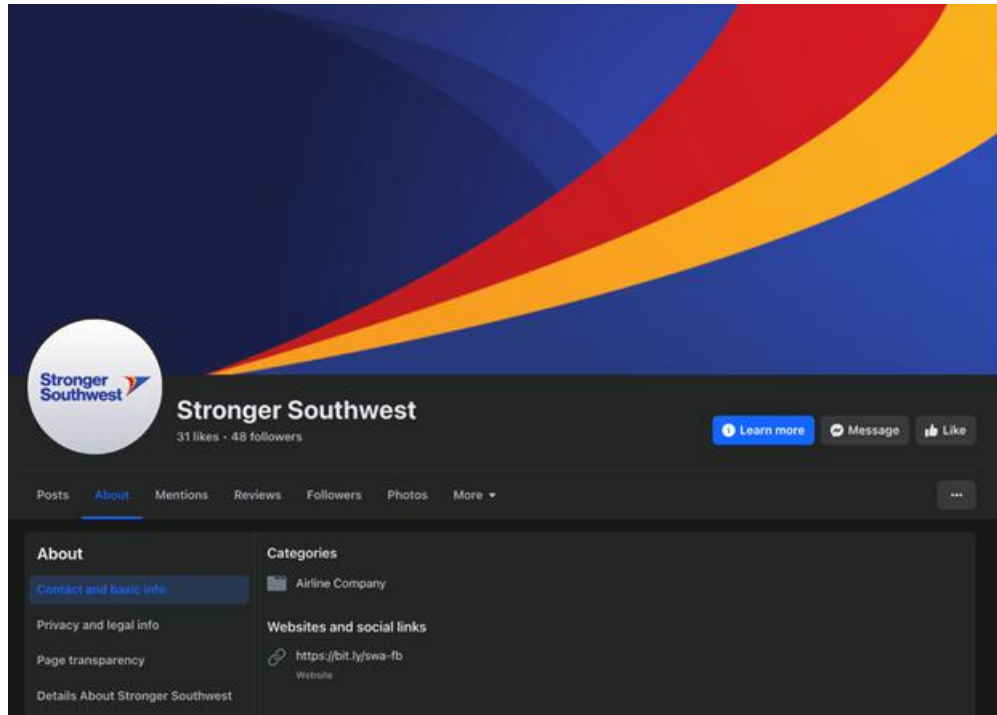 Stronger
Southwest
Stronger Southwest
31 likes • 48 followers
Learn more
Message
Like
Posts
About
Mentions
Reviews
Followers
Photos
More
About
Contact and basic info
Privacy and legal info
Page transparency
Details About Stronger Southwest
Categories
Airline Company
Websites and social links
https://bit.ly/swa-fb
Website